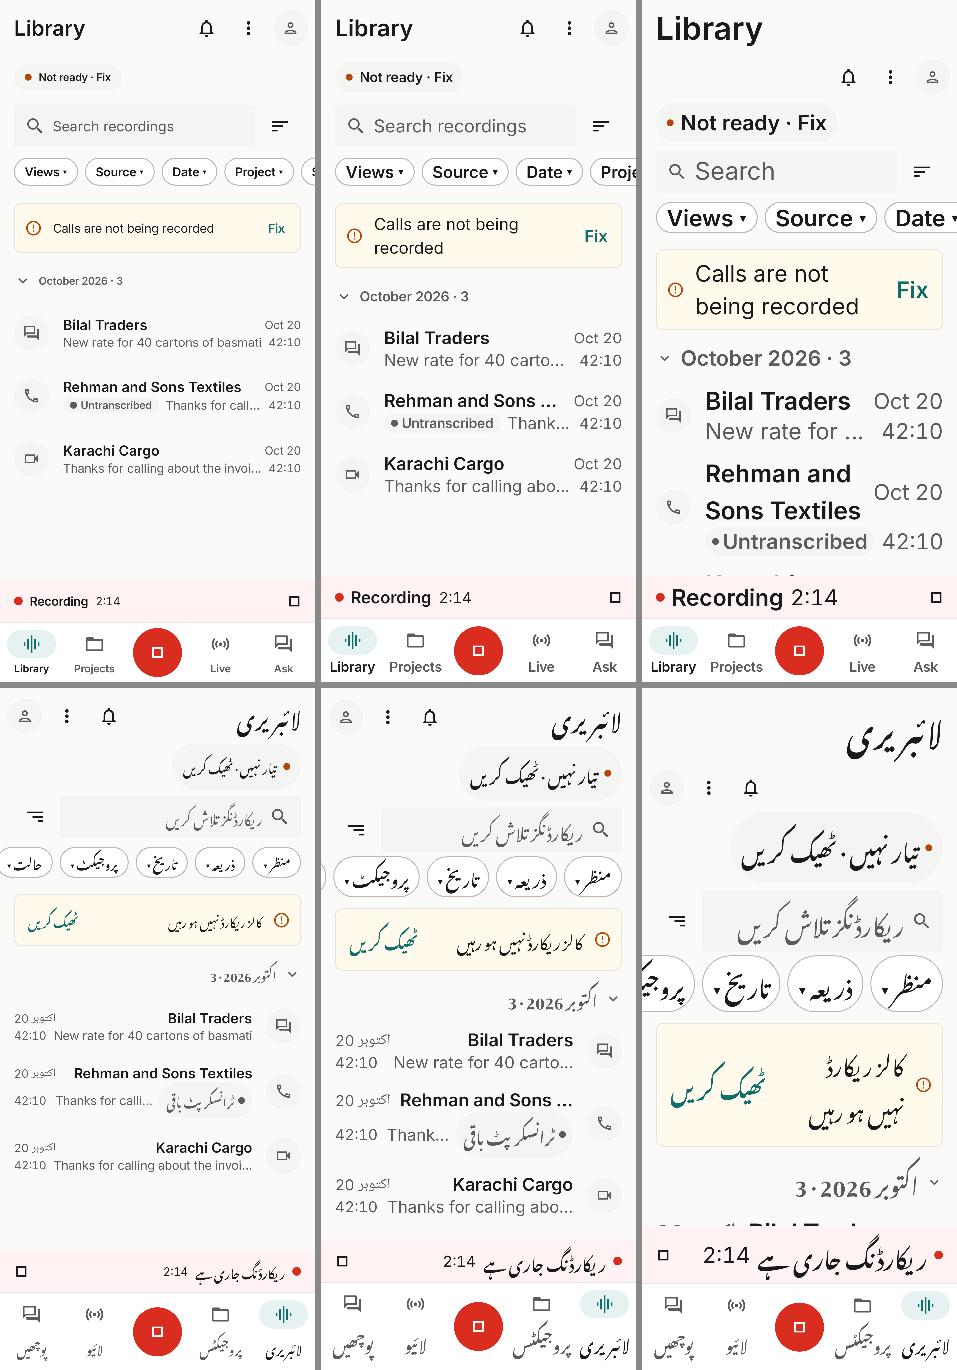 Library
Not ready · Fix
Search recordings
Views
Source
Date
Project
Calls are not being recorded
Fix
October 2026 · 3
Bilal Traders
Oct 20
New rate for 40 cartons of basmati
42:10
Rehman and Sons Textiles
Oct 20
Untranscribed
Thanks for call...
42:10
Karachi Cargo
Oct 20
Thanks for calling about the invoi...
42:10
Recording 2:14
Library
Projects
Live
Ask
Library
Not ready · Fix
Search recordings
Views
Source
Date
Proje
Calls are not being
recorded
Fix
October 2026 · 3
Bilal Traders
Oct 20
New rate for 40 carto...
42:10
Rehman and Sons ...
Oct 20
Untranscribed
Thank...
42:10
Karachi Cargo
Oct 20
Thanks for calling abo...
42:10
Recording 2:14
Library
Projects
Live
Ask
Library
Not ready · Fix
Search
Views
Source
Date
Calls are not
being recorded
Fix
October 2026 · 3
Bilal Traders
Oct 20
New rate for ...
42:10
Rehman and
Sons Textiles
Oct 20
Untranscribed
42:10
Recording 2:14
Library
Projects
Live
Ask
لائبریری
تیار نہیں · ٹھیک کریں
ریکارڈنگز تلاش کریں
منظر
ذریعہ
تاریخ
پروجیکٹ
حالت
کالز ریکارڈ نہیں ہو رہیں
ٹھیک کریں
اکتوبر 2026 · 3
Bilal Traders
20 اکتوبر
New rate for 40 cartons of basmati
42:10
Rehman and Sons Textiles
20 اکتوبر
ٹرانسکرپٹ باقی
Thanks for calli...
42:10
Karachi Cargo
20 اکتوبر
Thanks for calling about the invoi...
42:10
ریکارڈنگ جاری ہے 2:14
لائبریری
پروجیکٹس
لائیو
پوچھیں
لائبریری
تیار نہیں · ٹھیک کریں
ریکارڈنگز تلاش کریں
منظر
ذریعہ
تاریخ
پروجیکٹ
کالز ریکارڈ نہیں ہو رہیں
ٹھیک کریں
اکتوبر 2026 · 3
Bilal Traders
20 اکتوبر
New rate for 40 carto...
42:10
Rehman and Sons ...
20 اکتوبر
ٹرانسکرپٹ باقی
Thank...
42:10
Karachi Cargo
20 اکتوبر
Thanks for calling abo...
42:10
ریکارڈنگ جاری ہے 2:14
لائبریری
پروجیکٹس
لائیو
پوچھیں
لائبریری
تیار نہیں · ٹھیک کریں
ریکارڈنگز تلاش کریں
منظر
ذریعہ
تاریخ
پروجیک
کالز ریکارڈ
نہیں ہو رہیں
ٹھیک کریں
اکتوبر 2026 · 3
ریکارڈنگ جاری ہے 2:14
لائبریری
پروجیکٹس
لائیو
پوچھیں